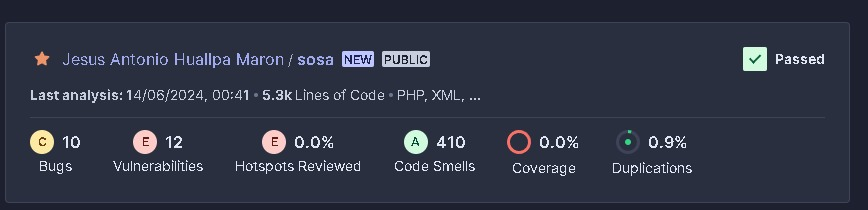 Jesus Antonio Huallpa Maron / sosa NEW PUBLIC Passed
Last analysis: 14/06/2024, 00:41 • 5.3k Lines of Code • PHP, XML, ...
C 10 E 12 E 0.0% A 410 0.0% 0.9%
Bugs Vulnerabilities Hotspots Reviewed Code Smells Coverage Duplications